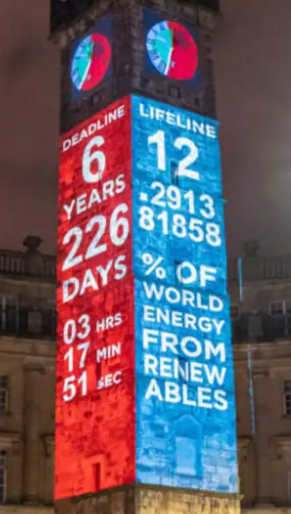 DEADLINE
6
YEARS
226
DAYS
03 HRS
17 MIN
51 SEC
LIFELINE
12
.2913
81858
% OF
WORLD
ENERGY
FROM
RENEW
ABLES